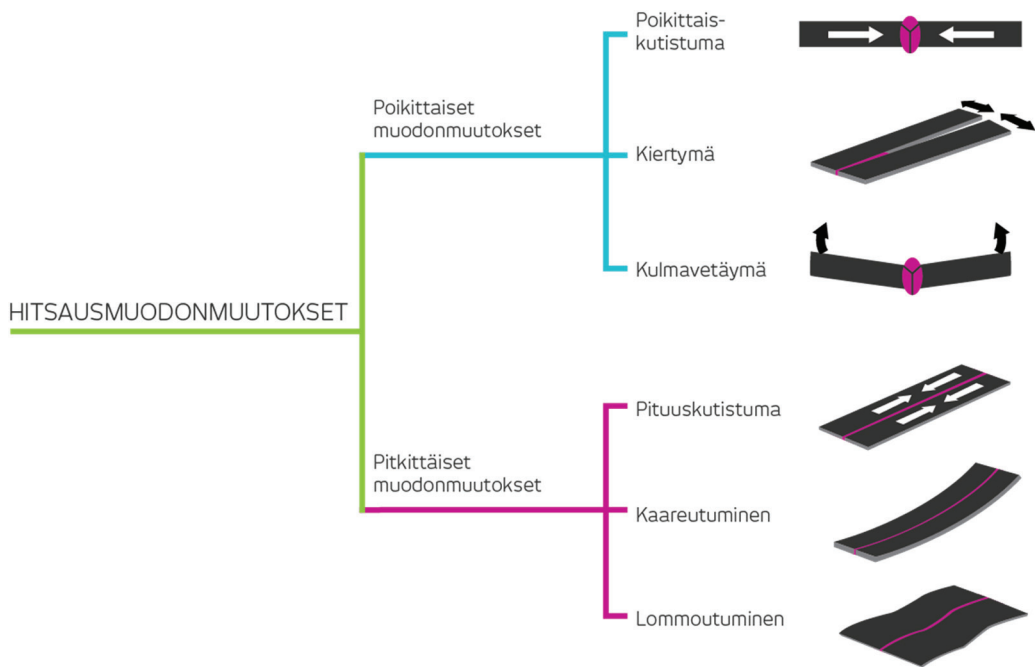 HITSAUSMUODONMUUTOKSET
Poikittaiset
muodonmuutokset
Poikittais-
kutistuma
Kiertymä
Kulmavetäymä
Pitkittäiset
muodonmuutokset
Pituuskutistuma
Kaareutuminen
Lommoutuminen